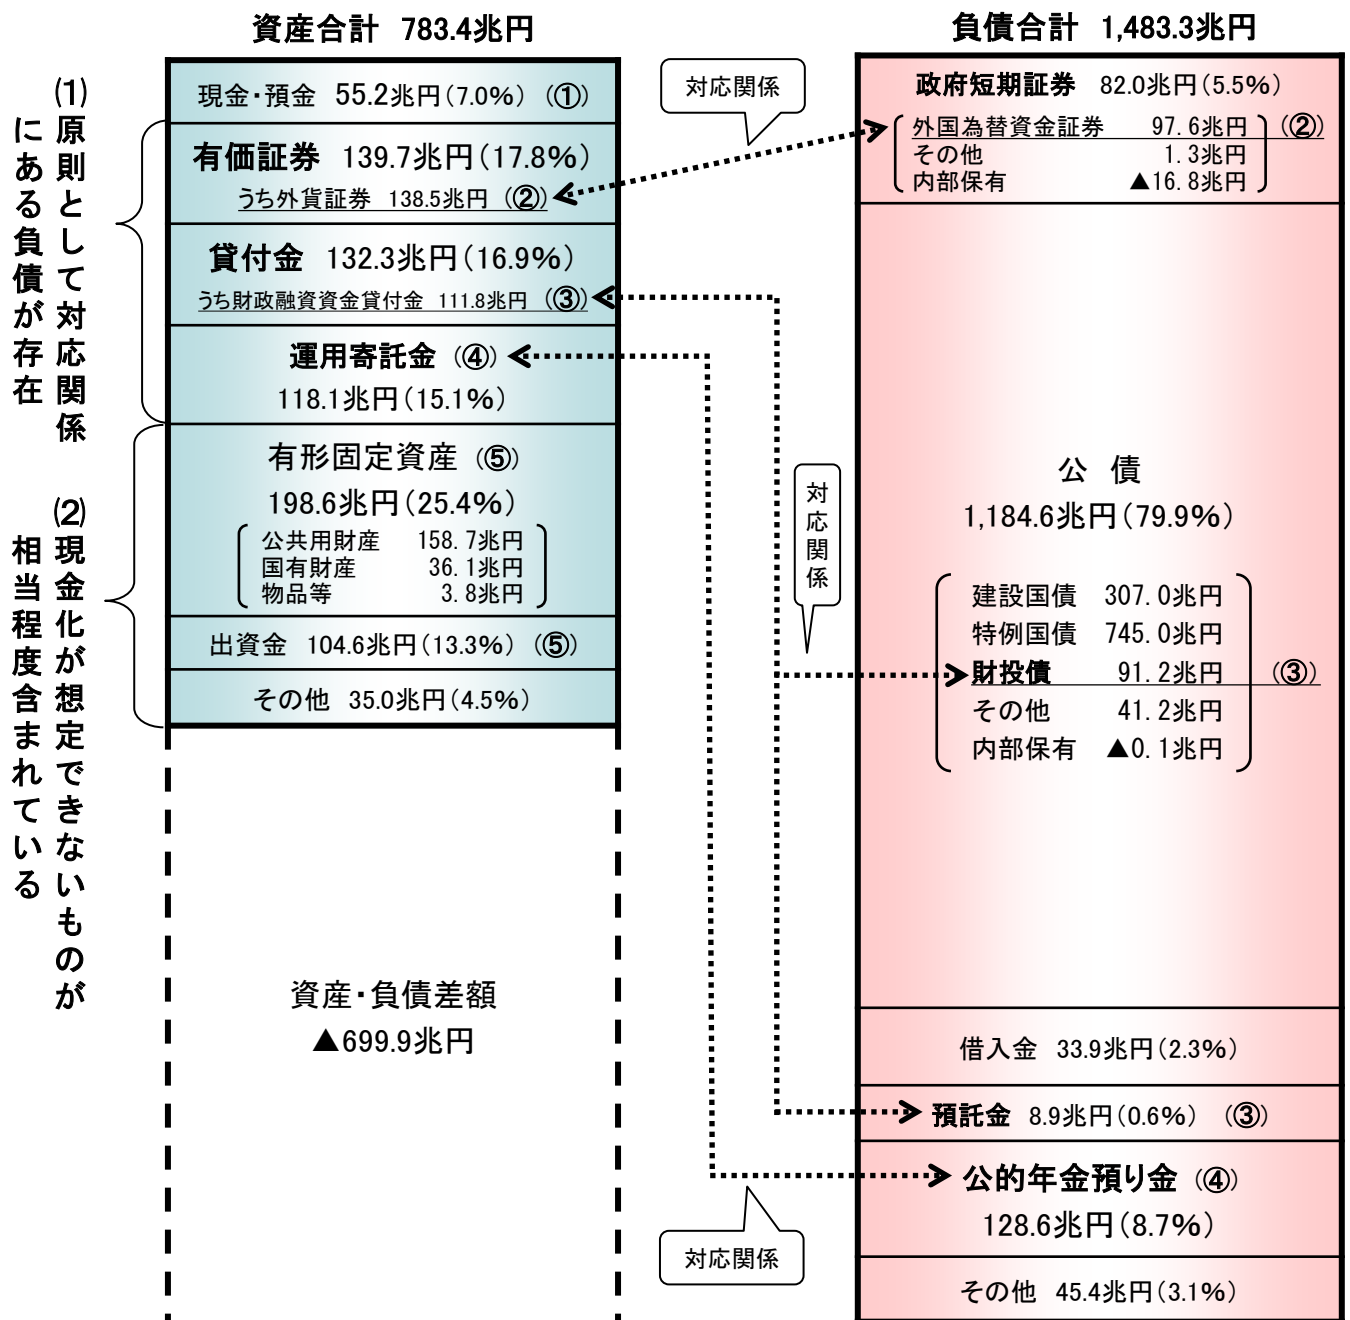 資産合計 783.4兆円
現金・預金 55.2兆円(7.0%) (①)
有価証券 139.7兆円(17.8%)
うち外貨証券 138.5兆円 (②)
貸付金 132.3兆円(16.9%)
うち財政融資資金貸付金 111.8兆円 (③)
運用寄託金 (④)
118.1兆円(15.1%)
有形固定資産 (⑤)
198.6兆円(25.4%)
公共用財産 158.7兆円
国有財産 36.1兆円
物品等 3.8兆円
出資金 104.6兆円(13.3%) (⑤)
その他 35.0兆円(4.5%)
資産・負債差額
▲699.9兆円
(1)原則として対応関係
にある負債が存在
(2)現金化が想定できないものが
相当程度含まれている
対応関係
対応関係
対応関係
負債合計 1,483.3兆円
政府短期証券 82.0兆円(5.5%)
外国為替資金証券 97.6兆円 (②)
その他 1.3兆円
内部保有 ▲16.8兆円
公 債
1,184.6兆円(79.9%)
建設国債 307.0兆円
特例国債 745.0兆円
財投債 91.2兆円 (③)
その他 41.2兆円
内部保有 ▲0.1兆円
借入金 33.9兆円(2.3%)
預託金 8.9兆円(0.6%) (③)
公的年金預り金 (④)
128.6兆円(8.7%)
その他 45.4兆円(3.1%)